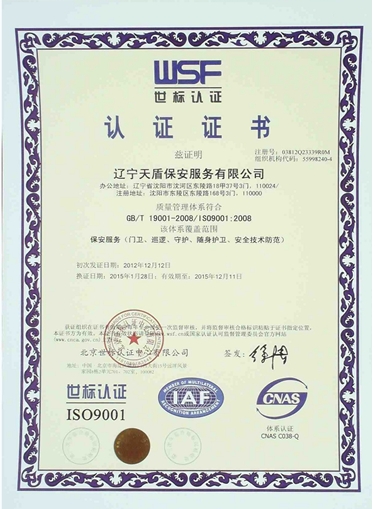 WSF
世标认证
认证证书
注册号：03812Q23339R0M
组织机构代码：55998240-4
兹证明
辽宁天盾保安服务有限公司
办公地址：辽宁省沈阳市沈河区东陵路18甲37号3门，110024/
注册地址：沈阳市东陵区东陵路168号3门，110000
质量管理体系符合
GB/T 19001-2008/ISO9001:2008
该体系覆盖范围
保安服务（门卫、巡逻、守护、随身护卫、安全技术防范）
初次发证日期：2012年12月12日
换证日期：2015年1月28日，有效期至：2015年12月11日
北京世标认证中心有限公司
签发：
世标认证
ISO9001
MEMBER OF MULTILATERAL
IAF
RECOGNITION ARRANGEMENT
CNAS
体系认证
CNAS C038-Q